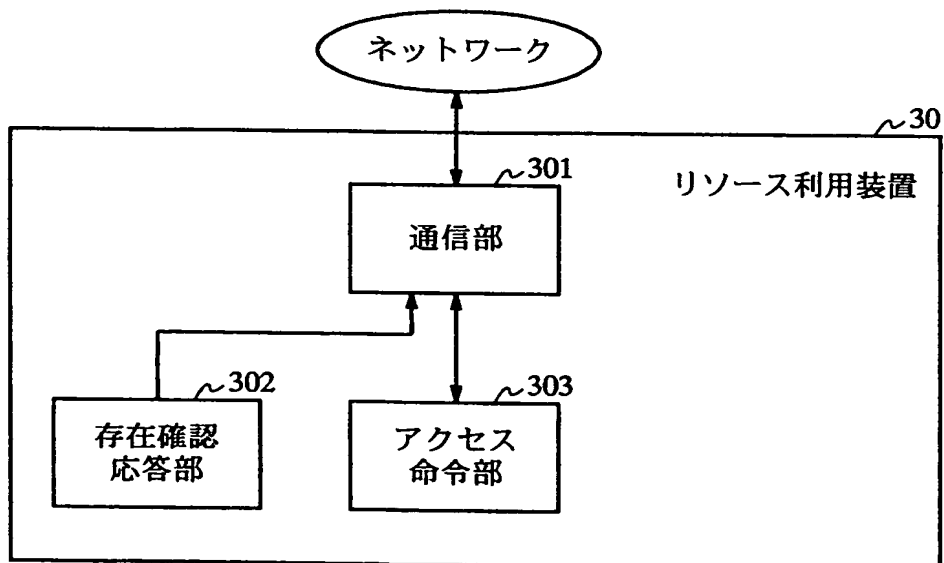 ネットワーク
30
リソース利用装置
301
通信部
302
存在確認
応答部
303
アクセス
命令部